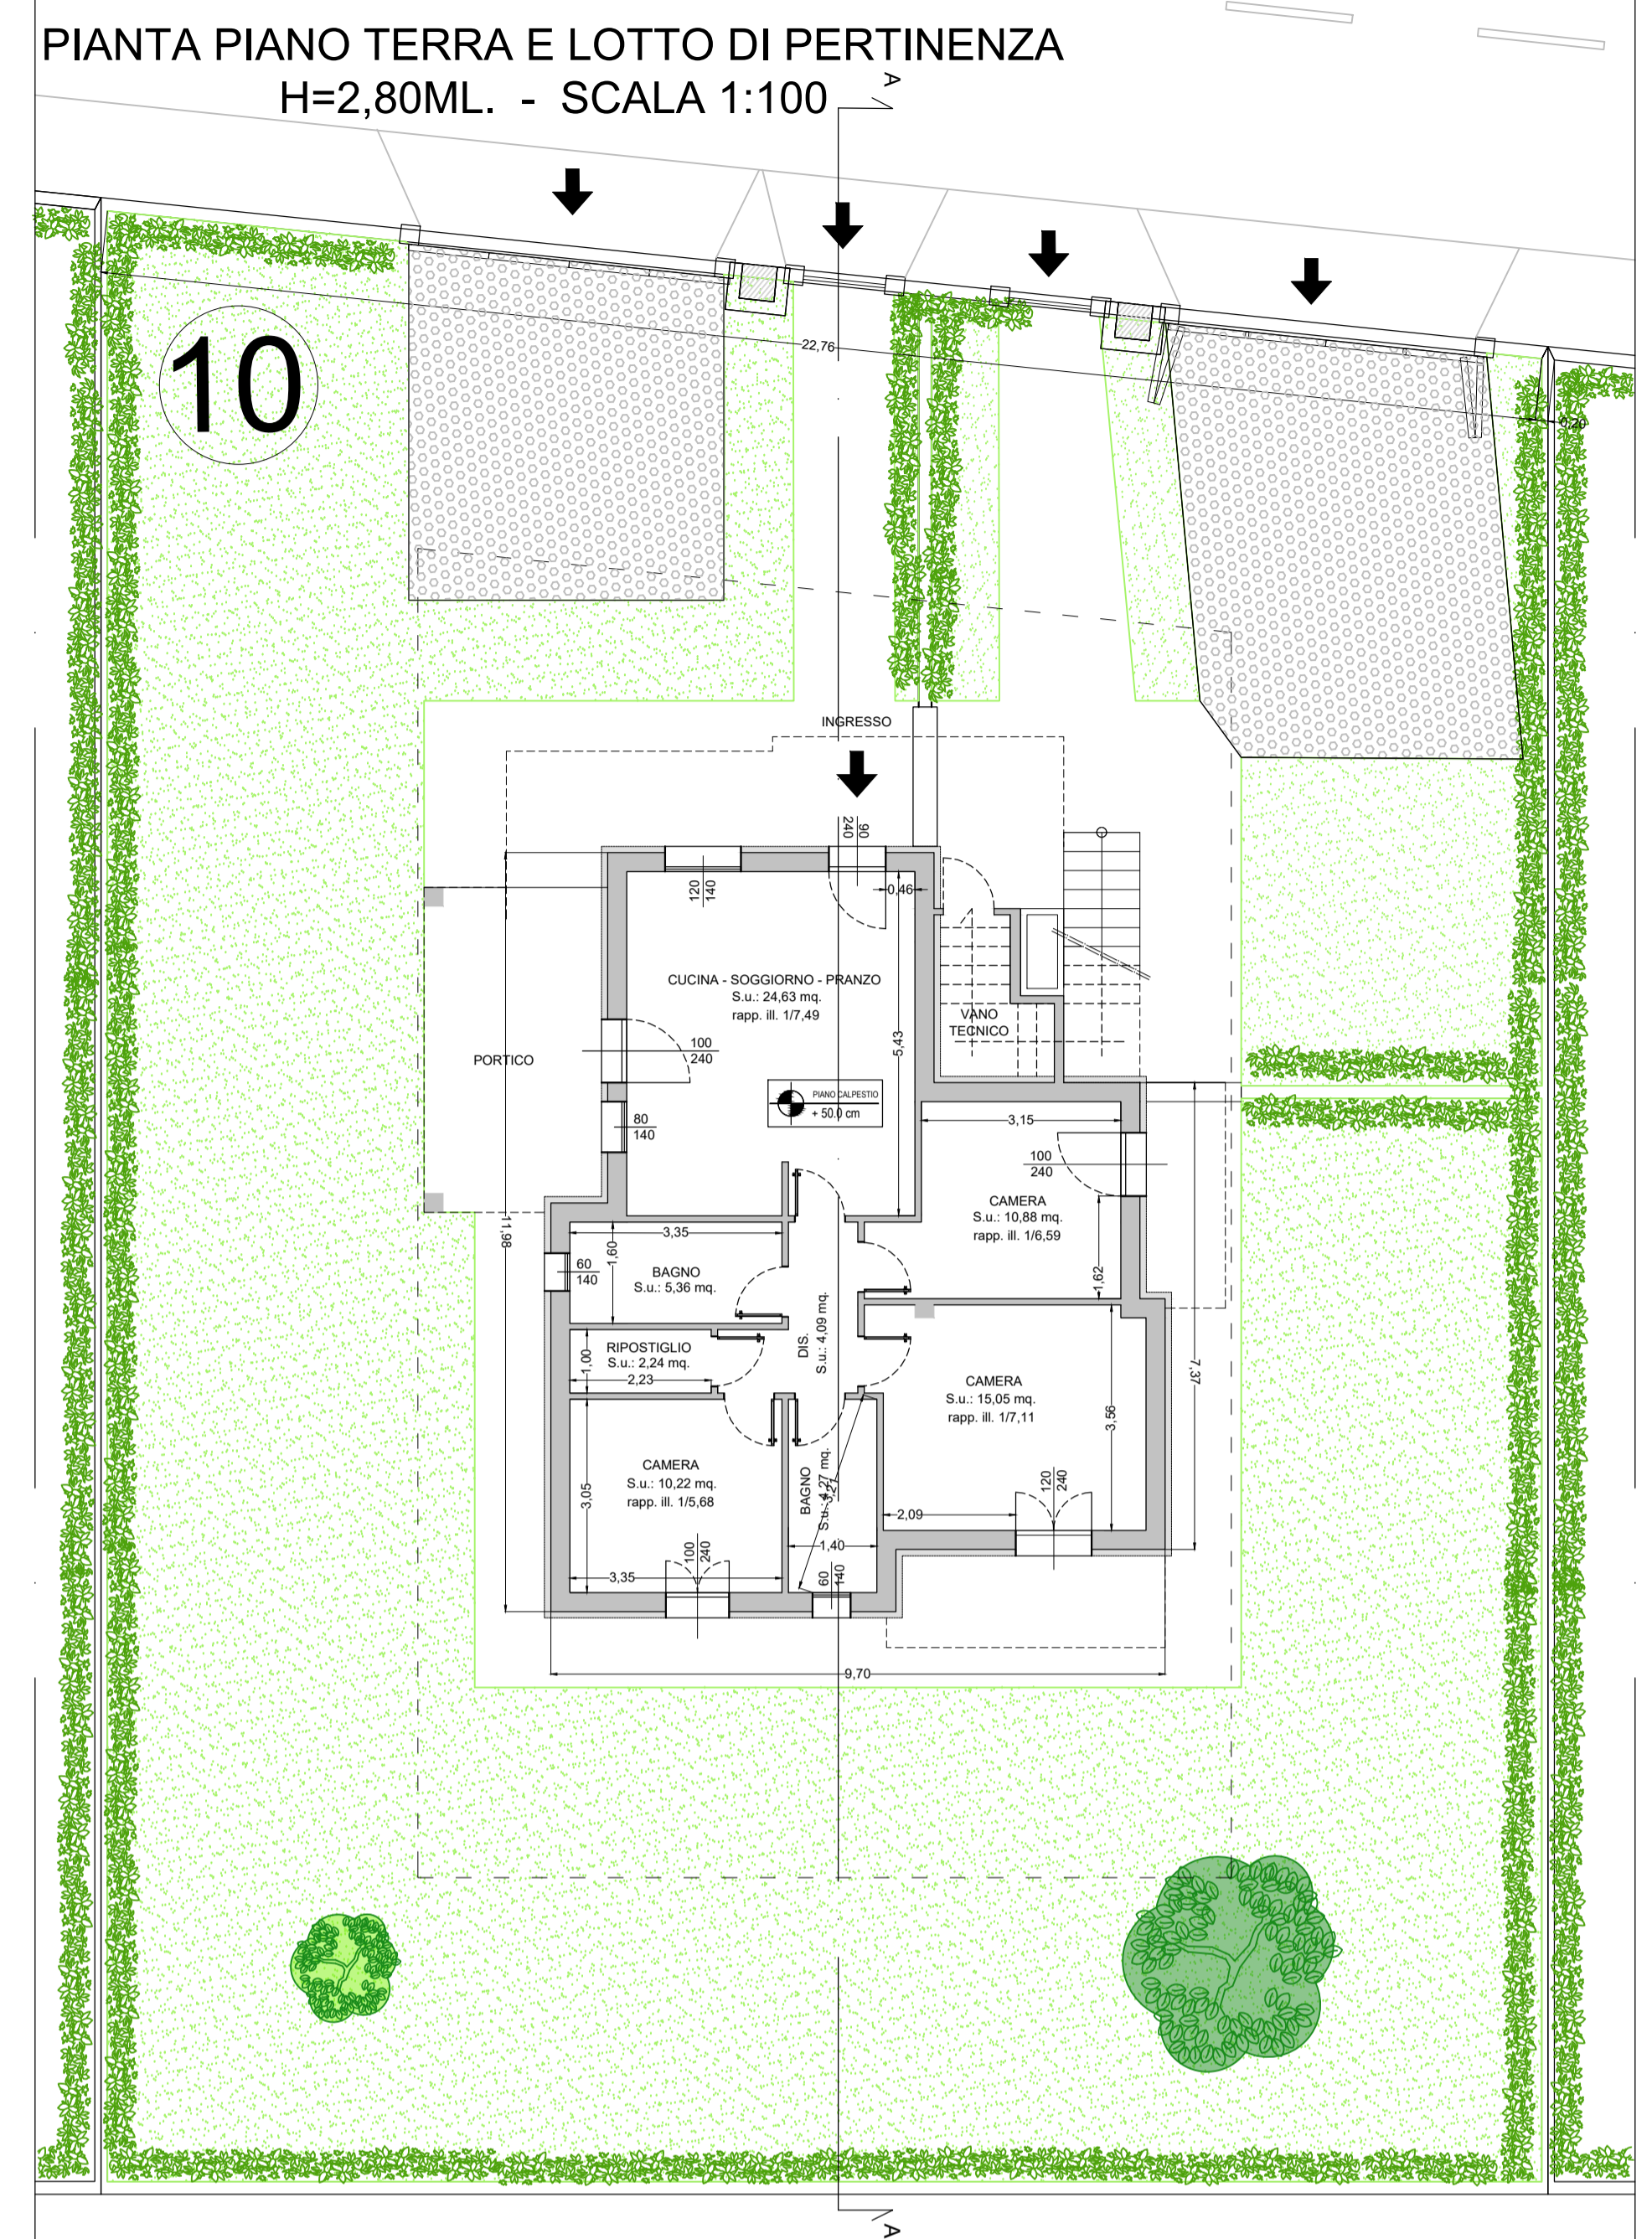 PIANTA PIANO TERRA E LOTTO DI PERTINENZA
H=2,80ML. - SCALA 1:100
A
10
22,76
0,20
INGRESSO
90
240
120
140
0,46
CUCINA - SOGGIORNO - PRANZO
S.u.: 24,63 mq.
rapp. ill. 1/7,49
VANO
TECNICO
5,43
100
240
PORTICO
PIANO CALPESTIO
+ 50.0 cm
80
140
3,15
100
240
CAMERA
S.u.: 10,88 mq.
rapp. ill. 1/6,59
11,98
3,35
1,60
60
140
BAGNO
S.u.: 5,36 mq.
1,62
DIS.
S.u.: 4,09 mq.
RIPOSTIGLIO
S.u.: 2,24 mq.
1,00
2,23
7,37
CAMERA
S.u.: 15,05 mq.
rapp. ill. 1/7,11
3,56
CAMERA
S.u.: 10,22 mq.
rapp. ill. 1/5,68
3,05
BAGNO
S.u.: 4,27 mq.
3,21
120
240
2,09
1,40
100
240
60
140
3,35
9,70
A